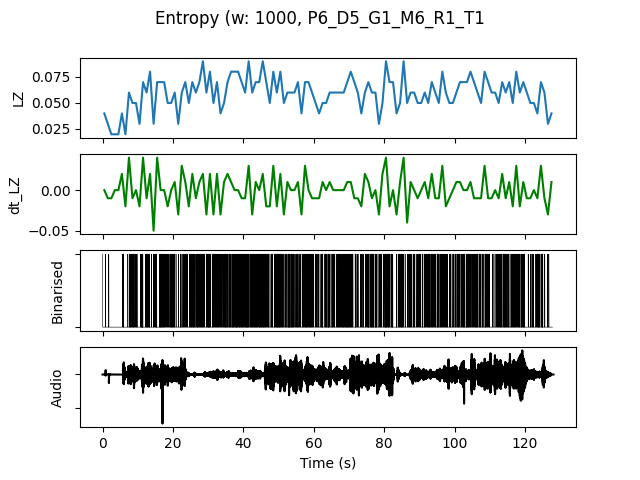 Entropy (w: 1000, P6_D5_G1_M6_R1_T1
LZ
0.075
0.050
0.025
dt_LZ
0.00
−0.05
Binarised
Audio
0 20 40 60 80 100 120
Time (s)